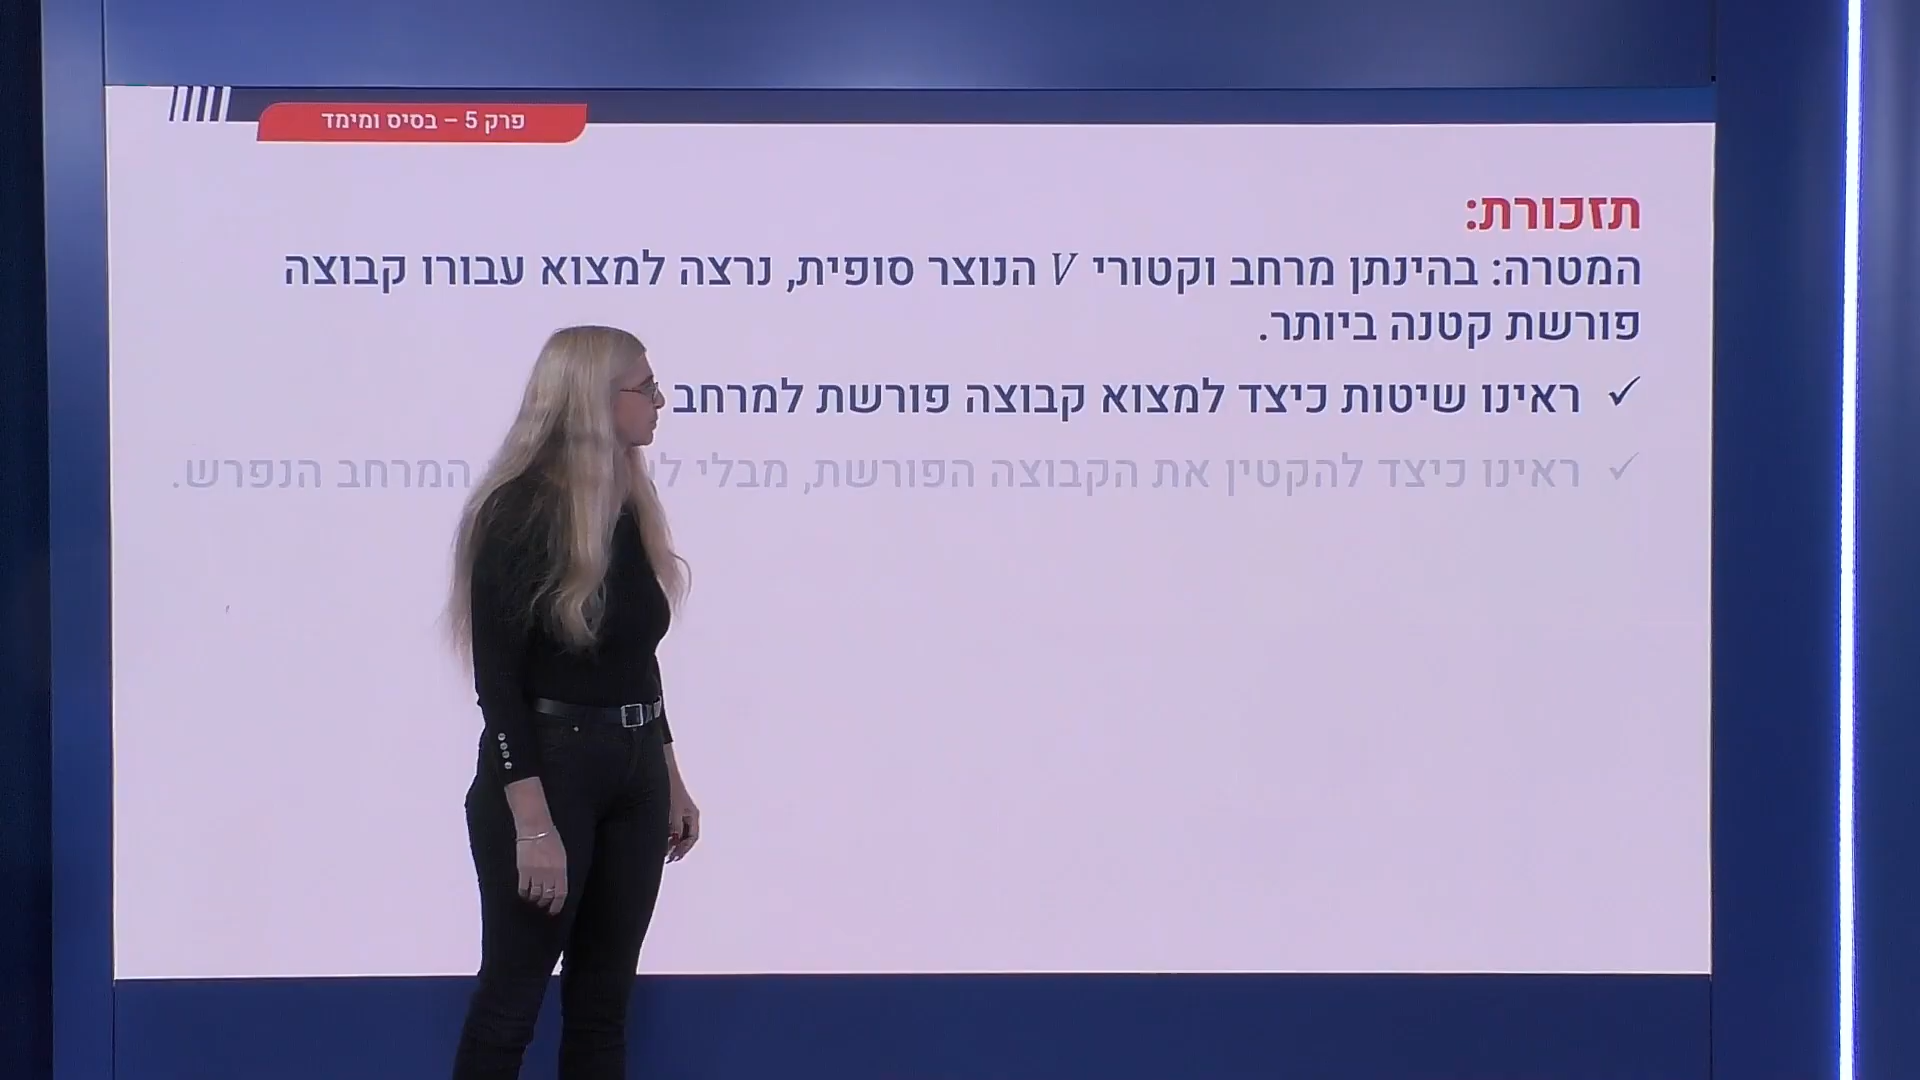 פרק 5 – בסיס ומימד
תזכורת:
המטרה: בהינתן מרחב וקטורי V הנוצר סופית, נרצה למצוא עבורו קבוצה
פורשת קטנה ביותר.
✓ ראינו שיטות כיצד למצוא קבוצה פורשת למרחב
✓ ראינו כיצד להקטין את הקבוצה הפורשת, מבלי המרחב הנפרש.